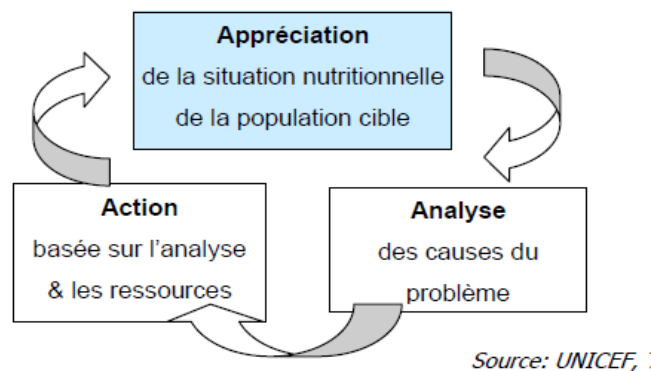 Appréciation
de la situation nutritionnelle
de la population cible
Action
basée sur l'analyse
& les ressources
Analyse
des causes du
problème
Source: UNICEF,